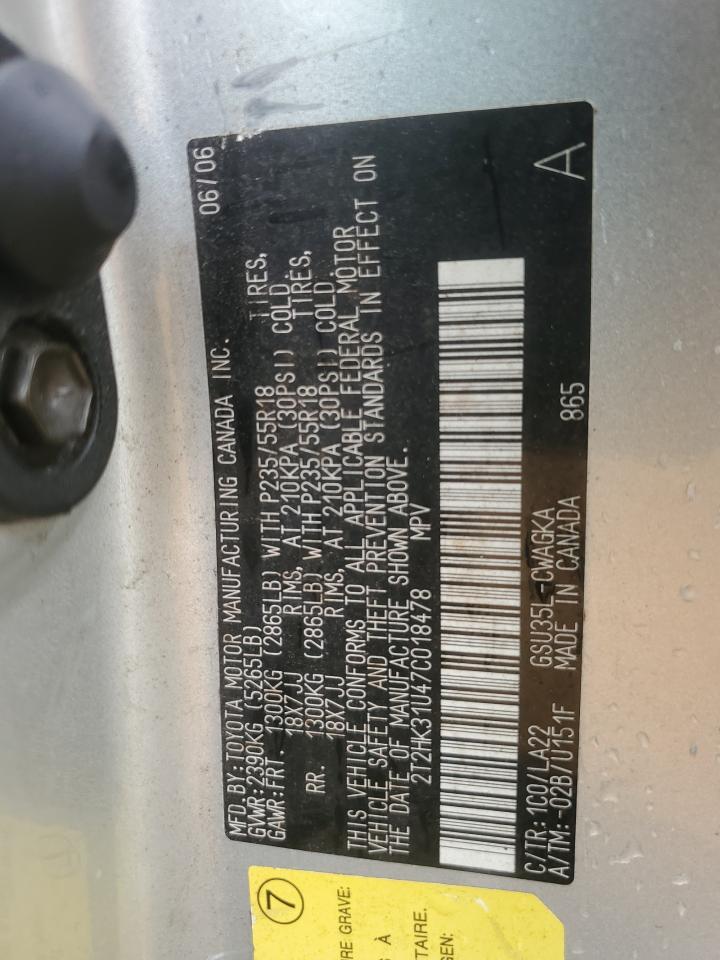 MFD.BY:TOYOTA MOTOR MANUFACTURING CANADA INC. 06/06
GVWR:2390KG (5265LB)
GAWR:FRT. 1300KG (2865LB) WITH P235/55R18 TIRES,
18X7JJ RIMS, AT 210KPA (30PSI) COLD.
RR. 1300KG (2865LB) WITH P235/55R18 TIRES,
18X7JJ RIMS, AT 210KPA (30PSI) COLD.
THIS VEHICLE CONFORMS TO ALL APPLICABLE FEDERAL MOTOR
VEHICLE SAFETY AND THEFT PREVENTION STANDARDS IN EFFECT ON
THE DATE OF MANUFACTURE SHOWN ABOVE.
2T2HK31U47C018478 MPV
C/TR: 1C0/LA22 GSU35L-CWAGKA 865 A
A/TM:-02B/U151F MADE IN CANADA
7
GRAVE:
À
TAIRE.